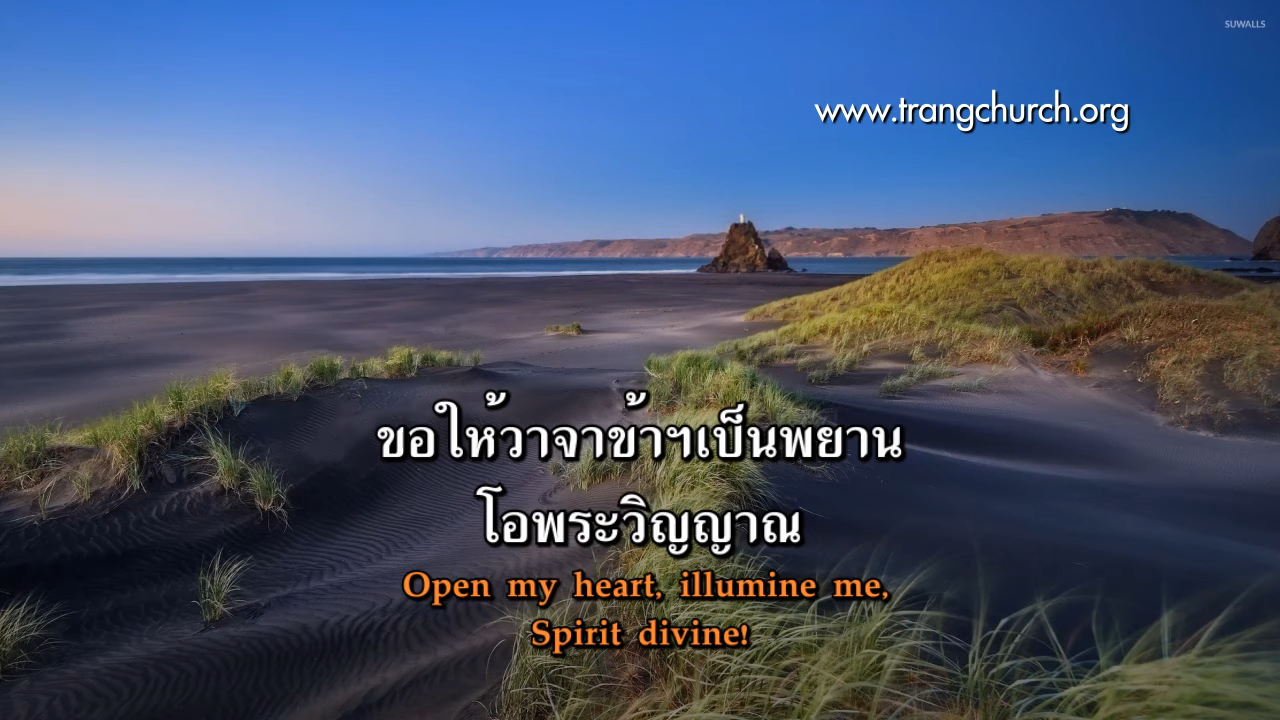 SUWALLS
www.trangchurch.org
ขอให้วาจาข้าฯเป็นพยาน
โอพระวิญญาณ
Open my heart, illumine me,
Spirit divine!